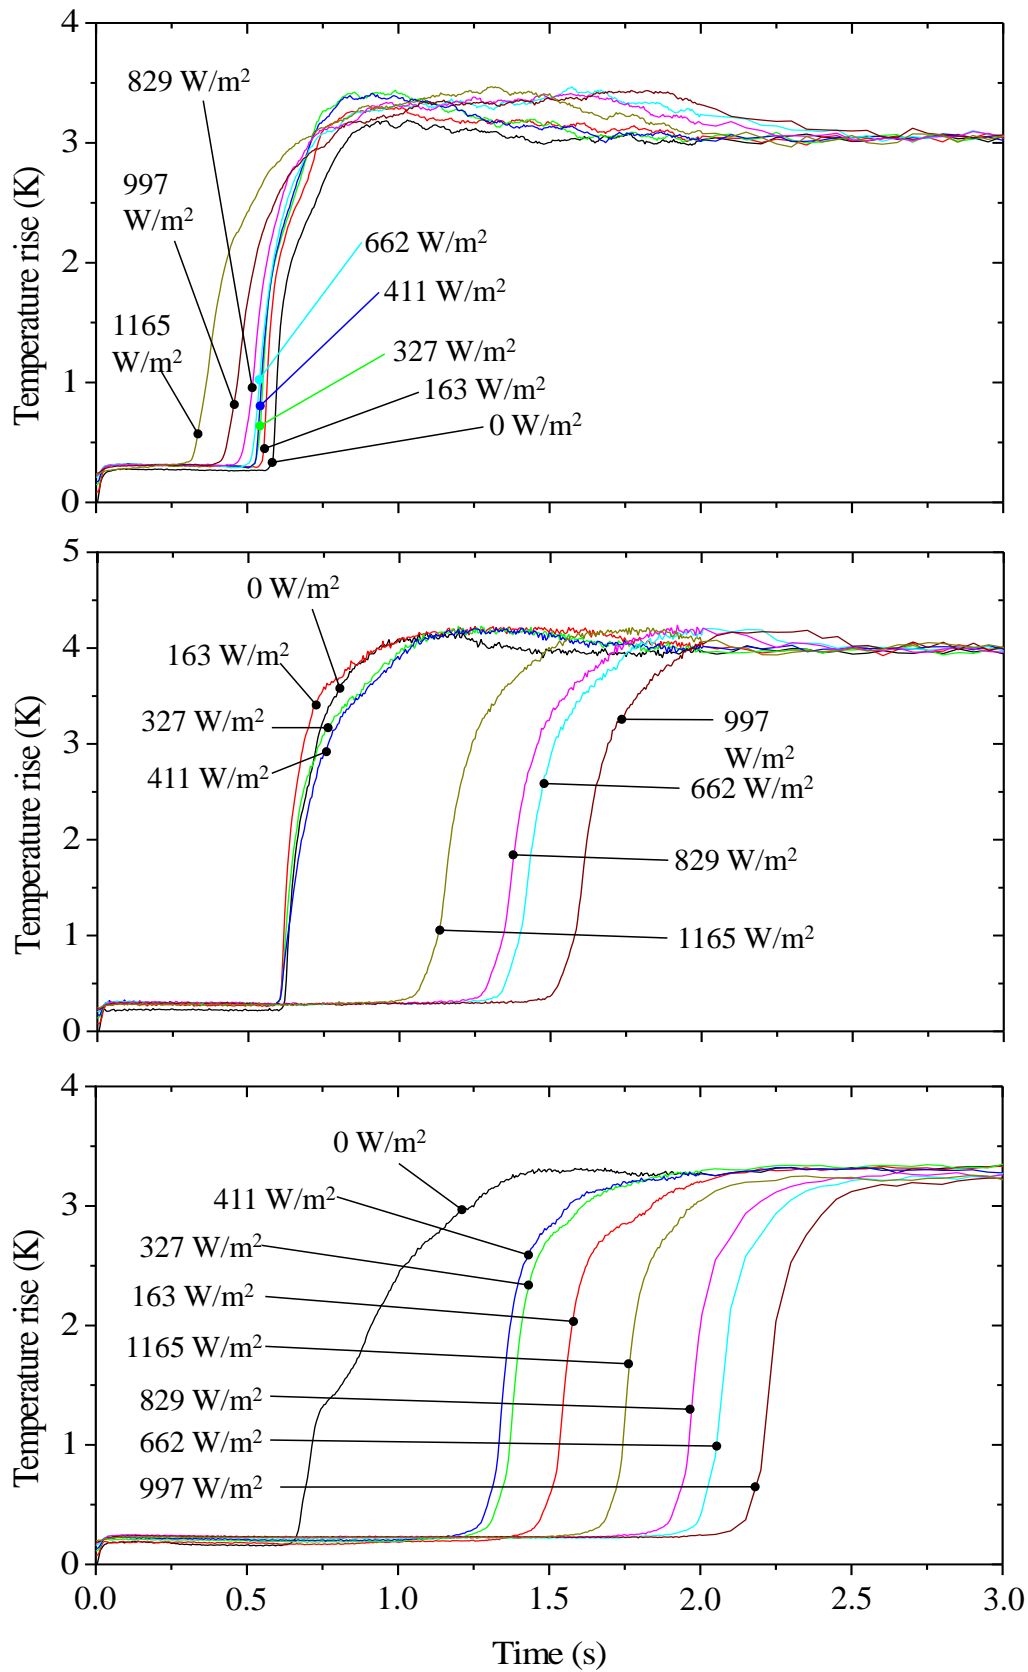 4
829 W/m²
3
997
W/m²
662 W/m²
2
411 W/m²
1165
W/m²
327 W/m²
1
163 W/m²
0 W/m²
0
Temperature rise (K)
5
0 W/m²
4
163 W/m²
327 W/m²
997
W/m²
3
411 W/m²
662 W/m²
2
829 W/m²
1
1165 W/m²
0
Temperature rise (K)
4
0 W/m²
411 W/m²
3
327 W/m²
163 W/m²
2
1165 W/m²
829 W/m²
1
662 W/m²
997 W/m²
0
Temperature rise (K)
0.0 0.5 1.0 1.5 2.0 2.5 3.0
Time (s)